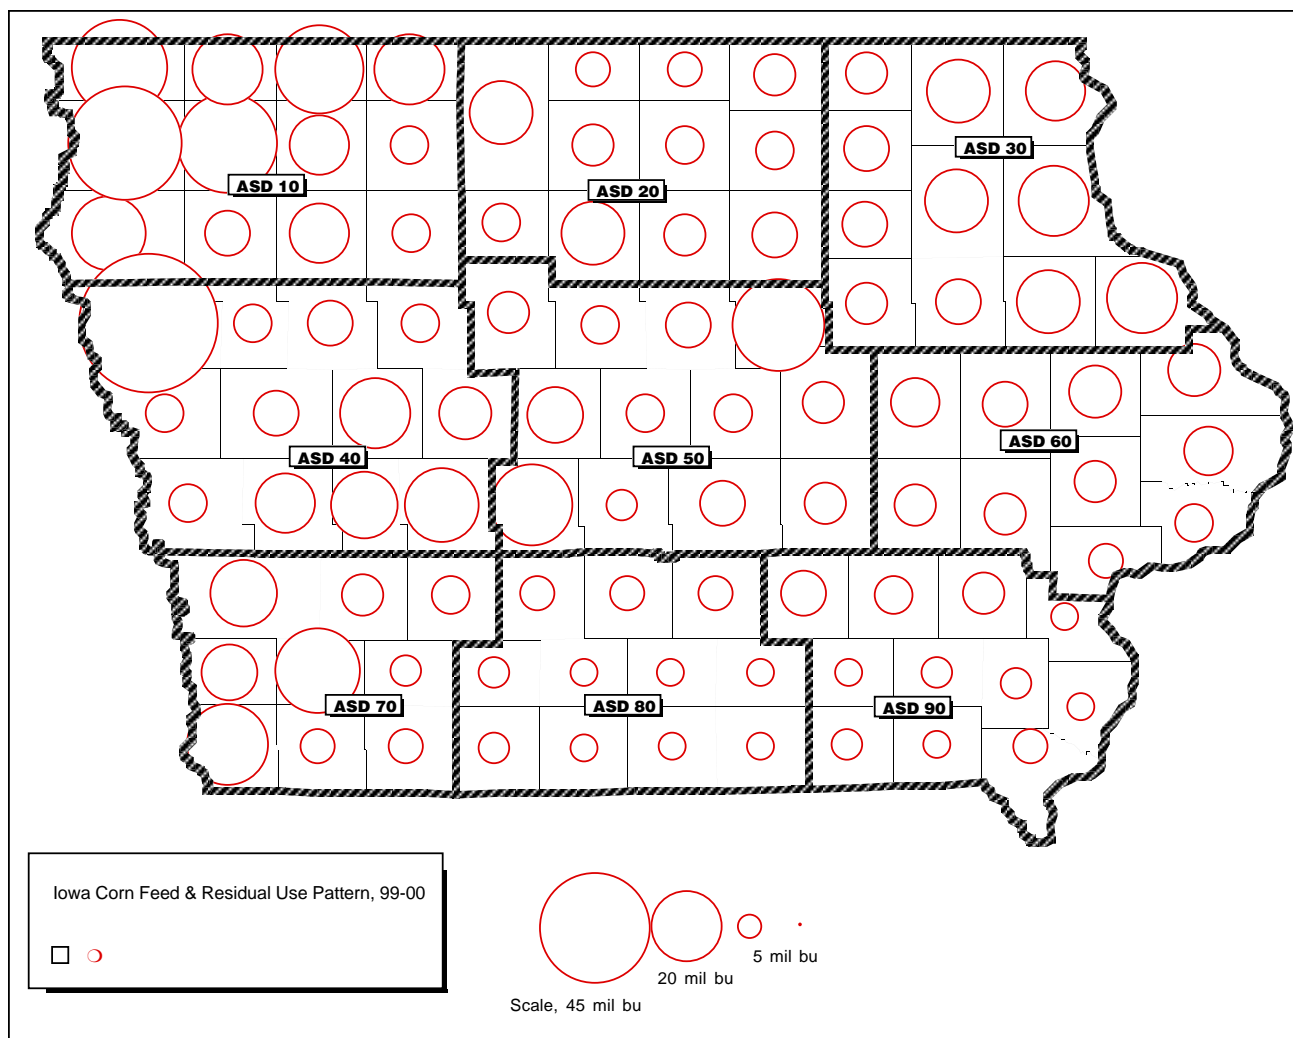 ASD 30
ASD 10
ASD 20
ASD 60
ASD 40
ASD 50
ASD 70
ASD 80
ASD 90
Iowa Corn Feed & Residual Use Pattern, 99-00
5 mil bu
20 mil bu
Scale, 45 mil bu